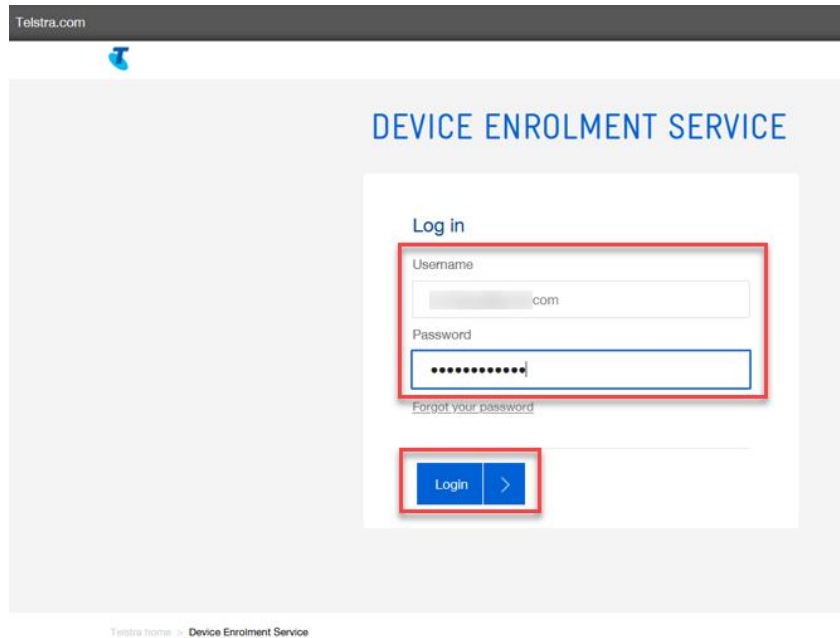 Telstra.com
DEVICE ENROLMENT SERVICE
Log in
Username
com
Password
••••••••••••
Forgot your password
Login >
Telstra home > Device Enrolment Service